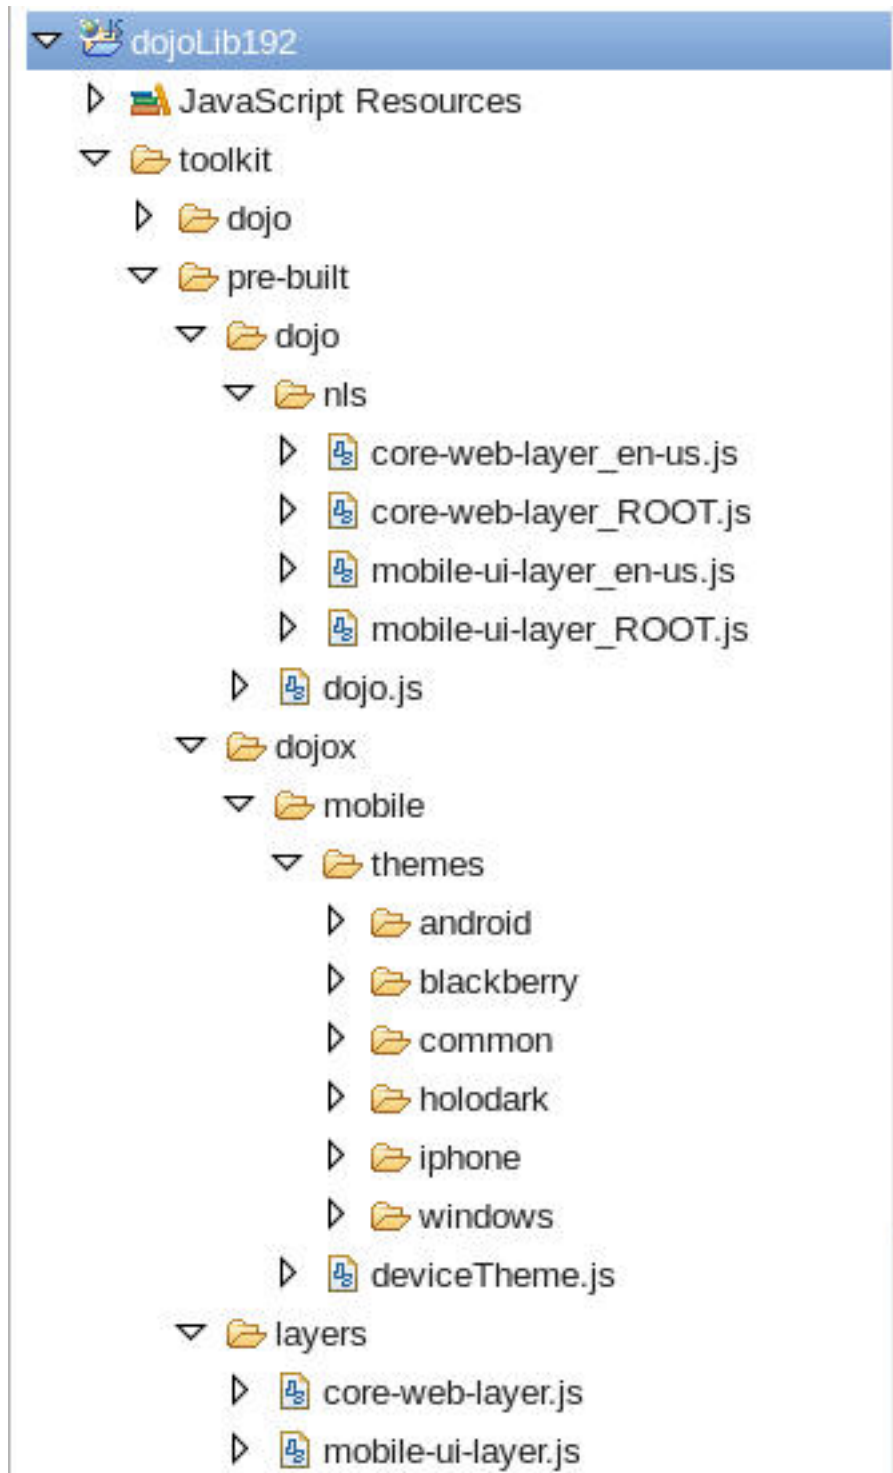 dojoLib192
JavaScript Resources
toolkit
dojo
pre-built
dojo
nls
core-web-layer_en-us.js
core-web-layer_ROOT.js
mobile-ui-layer_en-us.js
mobile-ui-layer_ROOT.js
dojo.js
dojox
mobile
themes
android
blackberry
common
holodark
iphone
windows
deviceTheme.js
layers
core-web-layer.js
mobile-ui-layer.js